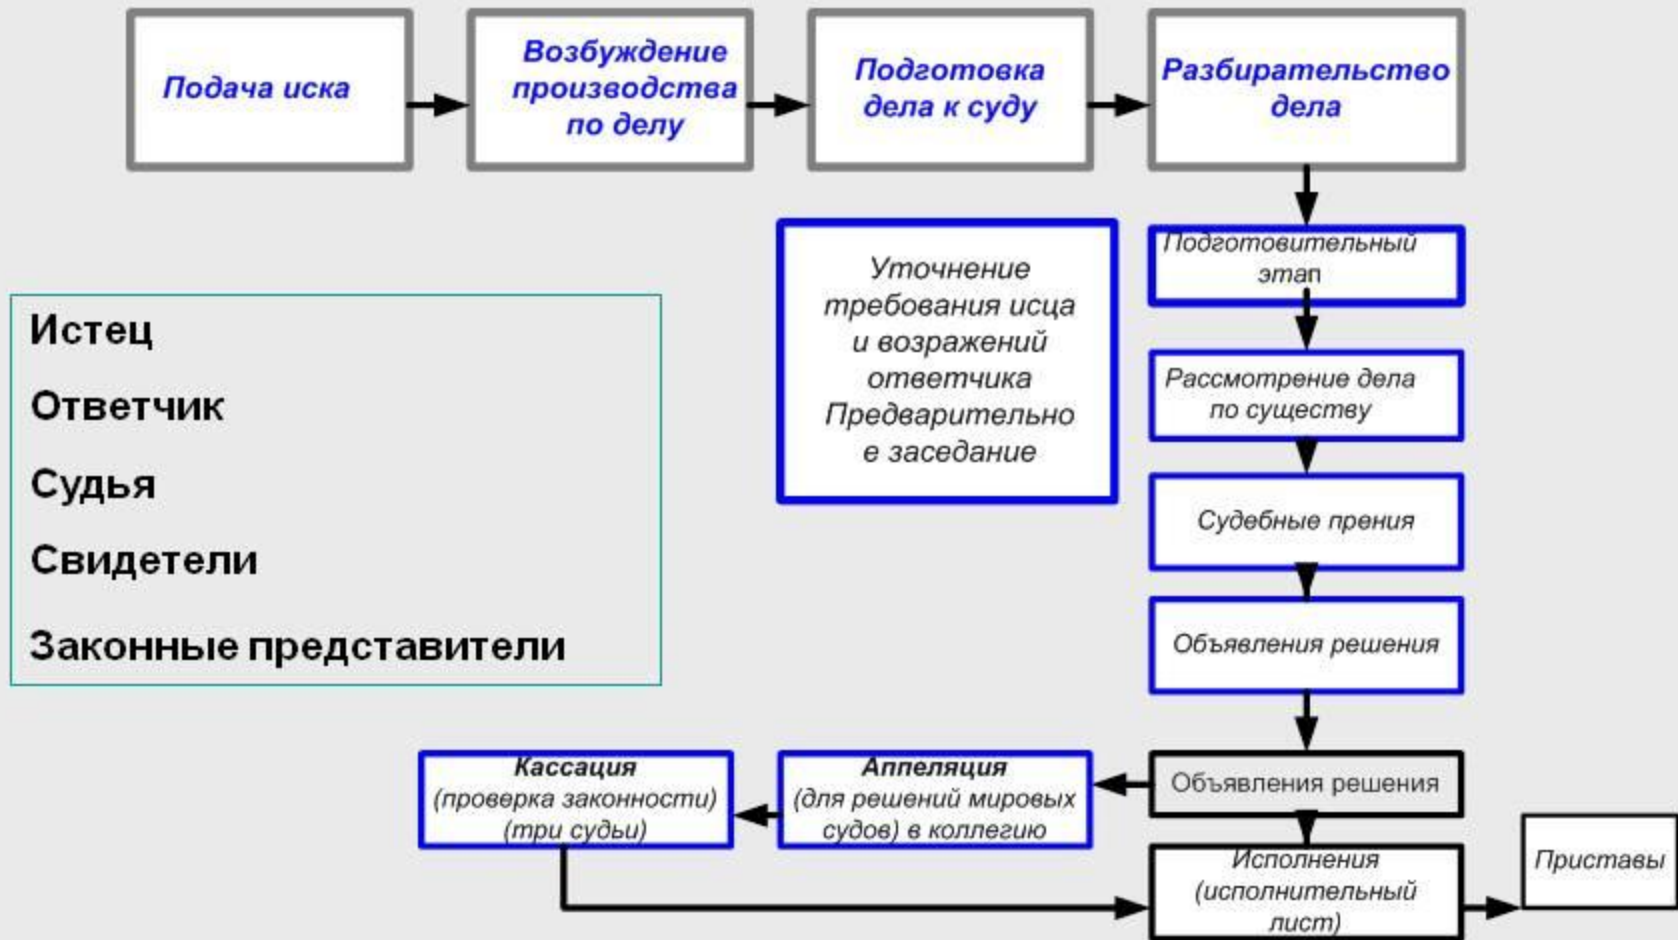 Подача иска
Возбуждение
производства
по делу
Подготовка
дела к суду
Разбирательство
дела
Уточнение
требования исца
и возражений
ответчика
Предварительно
е заседание
Подготовительный
этап
Рассмотрение дела
по существу
Судебные прения
Объявления решения
Истец
Ответчик
Судья
Свидетели
Законные представители
Кассация
(проверка законности)
(три судьи)
Аппеляция
(для решений мировых
судов) в коллегию
Объявления решения
Исполнения
(исполнительный
лист)
Приставы